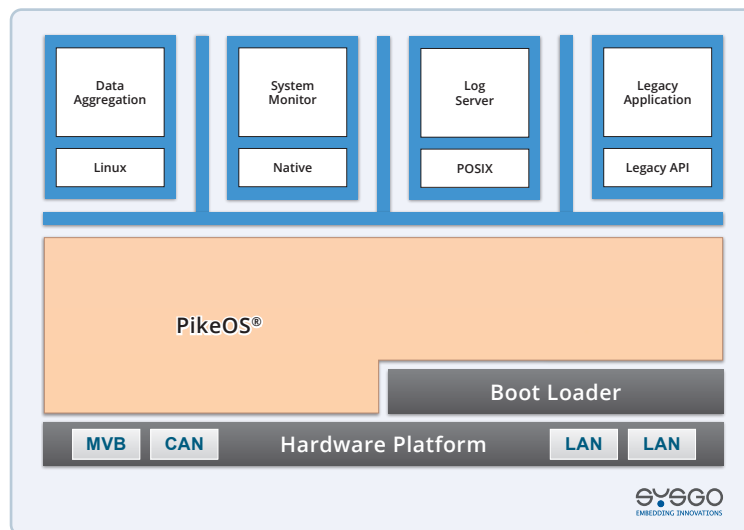 Data
Aggregation
System
Monitor
Log
Server
Legacy
Application
Linux
Native
POSIX
Legacy API
PikeOS®
Boot Loader
MVB
CAN
Hardware Platform
LAN
LAN
SYSGO
EMBEDDING INNOVATIONS